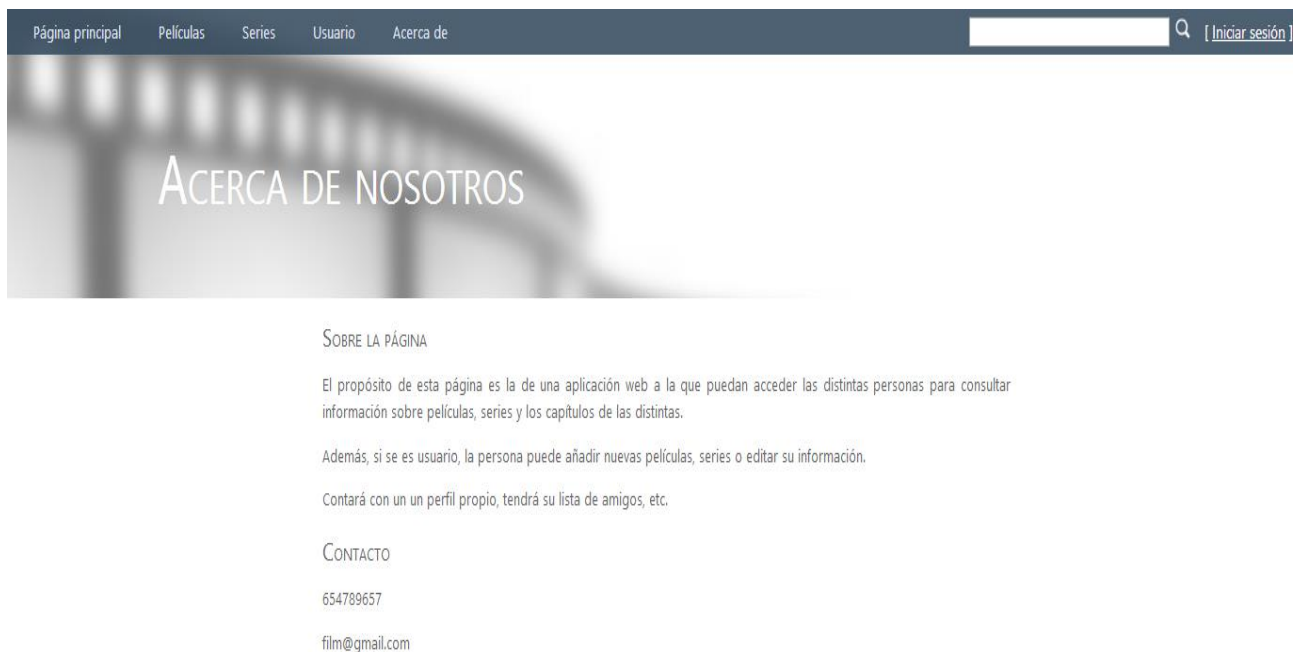 Página principal Películas Series Usuario Acerca de [ Iniciar sesión ]
Acerca de nosotros
Sobre la página
El propósito de esta página es la de una aplicación web a la que puedan acceder las distintas personas para consultar
información sobre películas, series y los capítulos de las distintas.
Además, si se es usuario, la persona puede añadir nuevas películas, series o editar su información.
Contará con un un perfil propio, tendrá su lista de amigos, etc.
Contacto
654789657
film@gmail.com